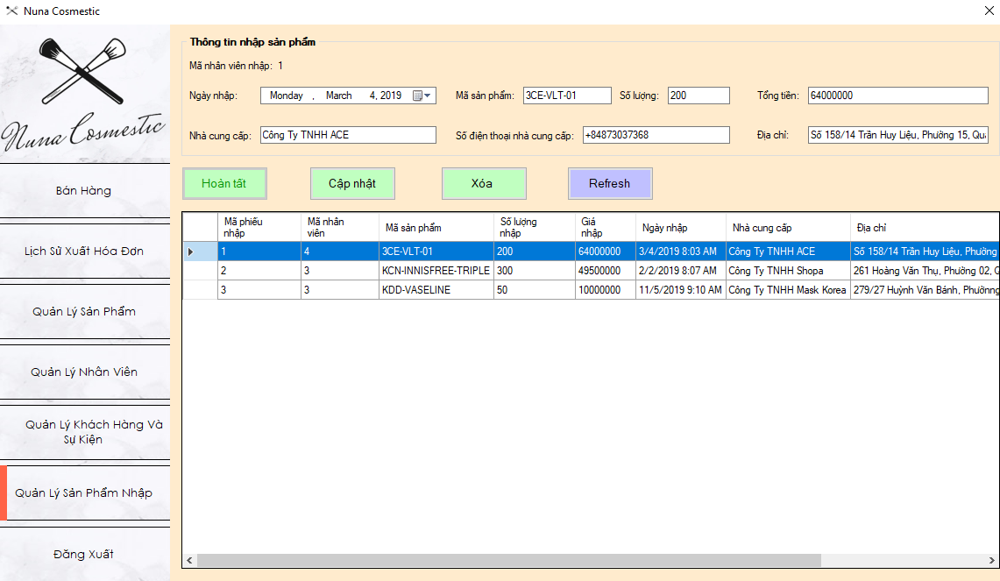 Nuna Cosmestic
Nuna Cosmestic
Bán Hàng
Lịch Sử Xuất Hóa Đơn
Quản Lý Sản Phẩm
Quản Lý Nhân Viên
Quản Lý Khách Hàng Và
Sự Kiện
Quản Lý Sản Phẩm Nhập
Đăng Xuất
Thông tin nhập sản phẩm
Mã nhân viên nhập: 1
Ngày nhập: Monday , March 4, 2019 Mã sản phẩm: 3CE-VLT-01 Số lượng: 200 Tổng tiền: 64000000
Nhà cung cấp: Công Ty TNHH ACE Số điện thoại nhà cung cấp: +84873037368 Địa chỉ: Số 158/14 Trần Huy Liệu, Phường 15, Quậ
Hoàn tất Cập nhật Xóa Refresh
Mã phiếu nhập Mã nhân viên Mã sản phẩm Số lượng nhập Giá nhập Ngày nhập Nhà cung cấp Địa chỉ
1 4 3CE-VLT-01 200 64000000 3/4/2019 8:03 AM Công Ty TNHH ACE Số 158/14 Trần Huy Liệu, Phường
2 3 KCN-INNISFREE-TRIPLE 300 49500000 2/2/2019 8:07 AM Công Ty TNHH Shopa 261 Hoàng Văn Thụ, Phường 02, Q
3 3 KDD-VASELINE 50 10000000 11/5/2019 9:10 AM Công Ty TNHH Mask Korea 279/27 Huỳnh Văn Bánh, Phườnng